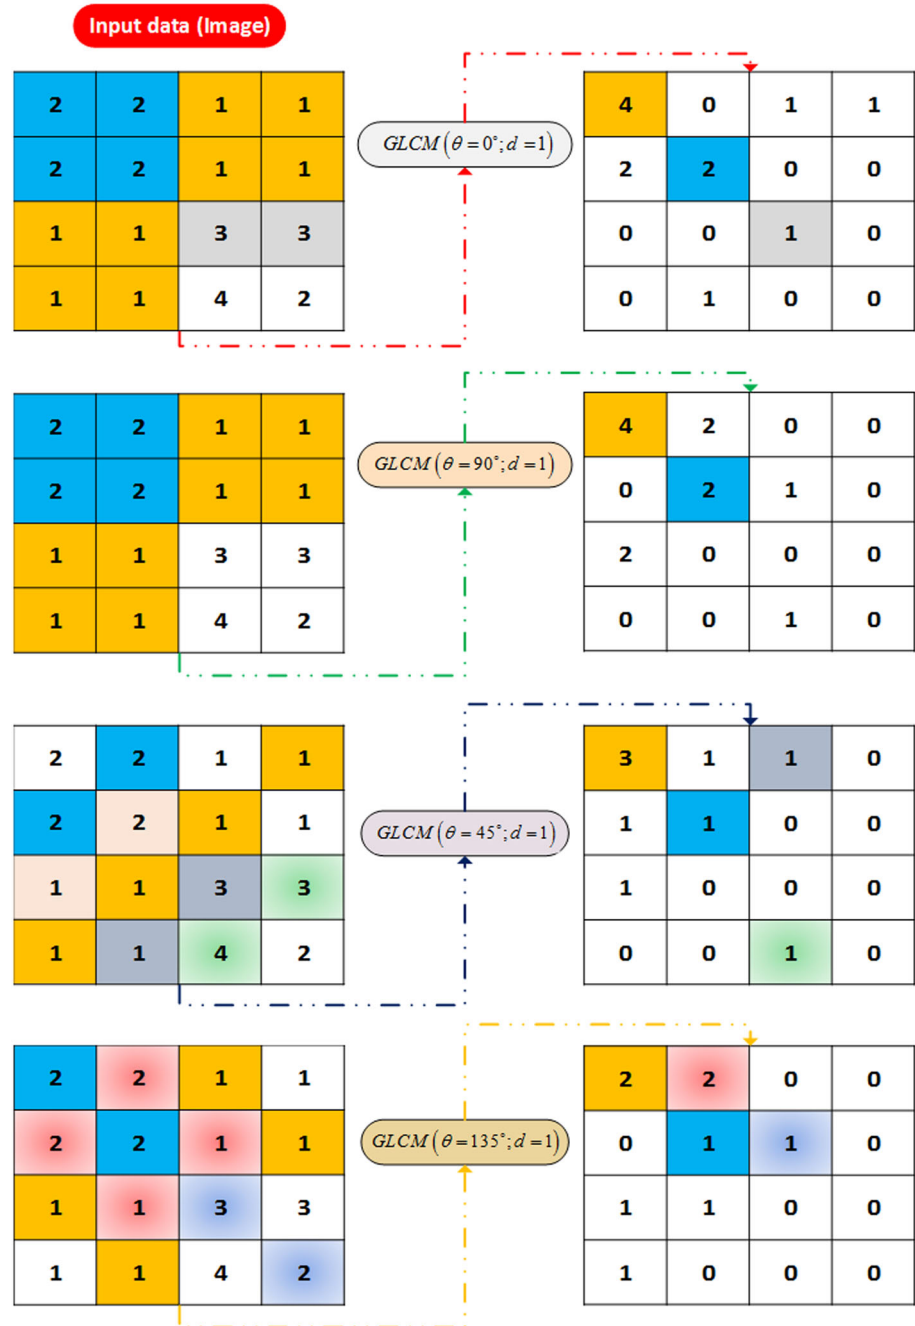 Input data (Image)
2 2 1 1
2 2 1 1
1 1 3 3
1 1 4 2
GLCM(θ=0°;d=1)
4 0 1 1
2 2 0 0
0 0 1 0
0 1 0 0
2 2 1 1
2 2 1 1
1 1 3 3
1 1 4 2
GLCM(θ=90°;d=1)
4 2 0 0
0 2 1 0
2 0 0 0
0 0 1 0
2 2 1 1
2 2 1 1
1 1 3 3
1 1 4 2
GLCM(θ=45°;d=1)
3 1 1 0
1 1 0 0
1 0 0 0
0 0 1 0
2 2 1 1
2 2 1 1
1 1 3 3
1 1 4 2
GLCM(θ=135°;d=1)
2 2 0 0
0 1 1 0
1 1 0 0
1 0 0 0